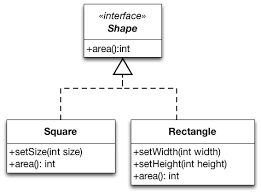 «interface»
Shape
+area():int
Square
+setSize(int size)
+area(): int
Rectangle
+setWidth(int width)
+setHeight(int height)
+area(): int